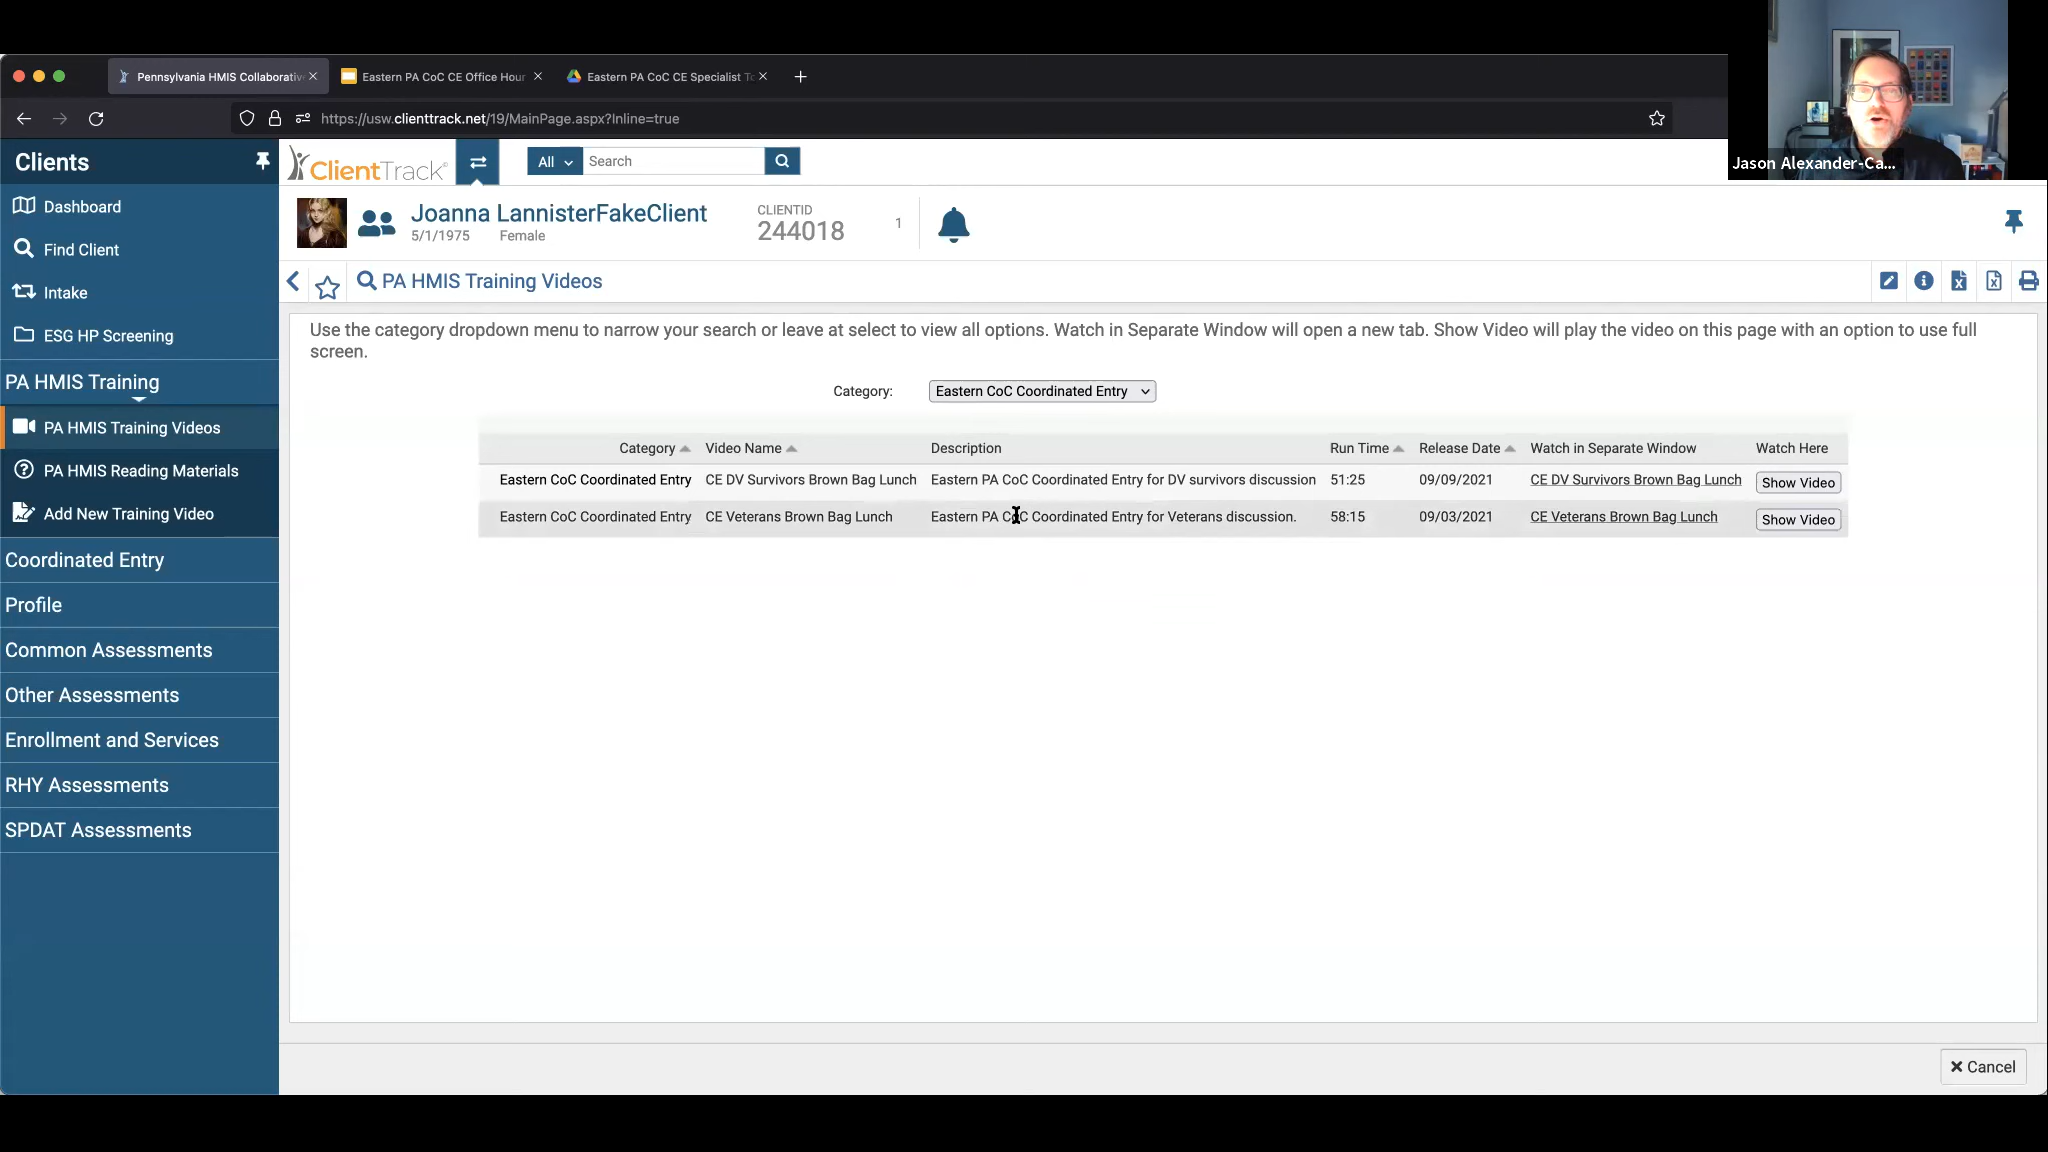 Pennsylvania HMIS Collaborativ
Eastern PA CoC CE Office Hour
Eastern PA CoC CE Specialist To
https://usw.clienttrack.net/19/MainPage.aspx?Inline=true
Jason Alexander-Ca...
Clients
ClientTrack
All
Search
Dashboard
Find Client
Intake
ESG HP Screening
PA HMIS Training
PA HMIS Training Videos
PA HMIS Reading Materials
Add New Training Video
Coordinated Entry
Profile
Common Assessments
Other Assessments
Enrollment and Services
RHY Assessments
SPDAT Assessments
Joanna LannisterFakeClient
5/1/1975 Female
CLIENTID
244018
1
PA HMIS Training Videos
Use the category dropdown menu to narrow your search or leave at select to view all options. Watch in Separate Window will open a new tab. Show Video will play the video on this page with an option to use full
screen.
Category: Eastern CoC Coordinated Entry
Category Video Name Description Run Time Release Date Watch in Separate Window Watch Here
Eastern CoC Coordinated Entry CE DV Survivors Brown Bag Lunch Eastern PA CoC Coordinated Entry for DV survivors discussion 51:25 09/09/2021 CE DV Survivors Brown Bag Lunch Show Video
Eastern CoC Coordinated Entry CE Veterans Brown Bag Lunch Eastern PA CoC Coordinated Entry for Veterans discussion. 58:15 09/03/2021 CE Veterans Brown Bag Lunch Show Video
Cancel